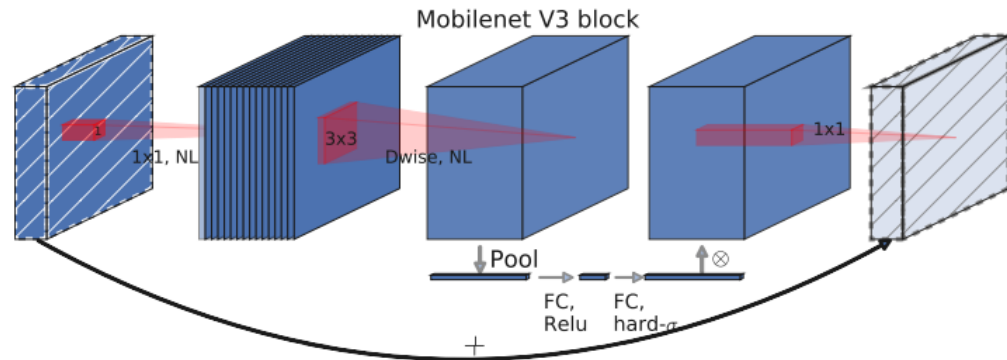 Mobilenet V3 block
1
1x1, NL
3x3
Dwise, NL
1x1
Pool
⊗
FC,
Relu
FC,
hard-σ
+